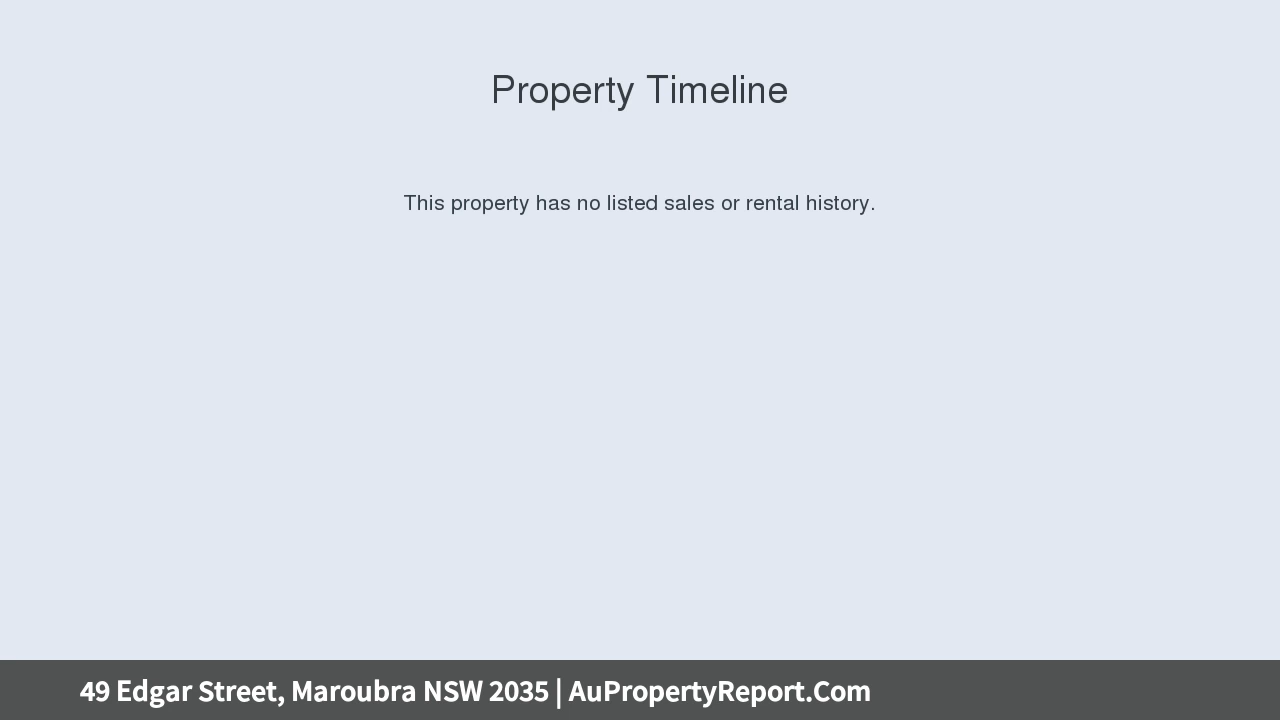 Property Timeline
This property has no listed sales or rental history.
49 Edgar Street, Maroubra NSW 2035 | AuPropertyReport.Com